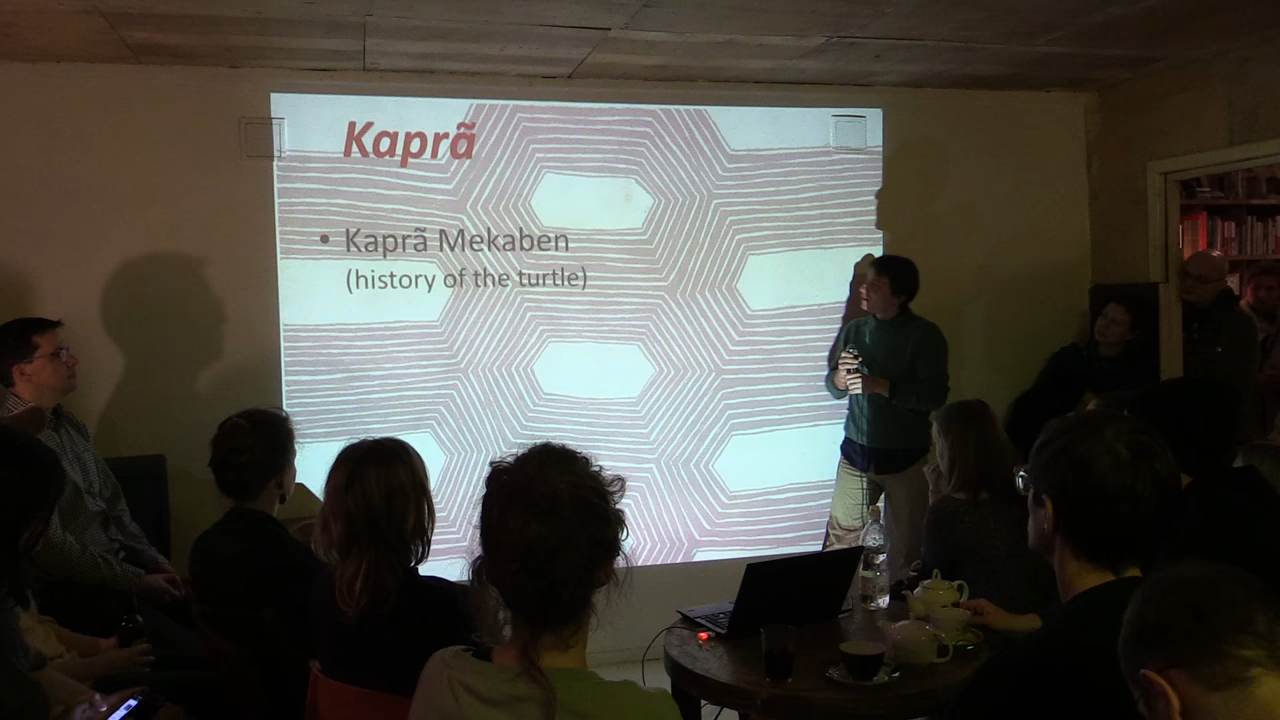 Kaprã
• Kaprã Mekaben
(history of the turtle)